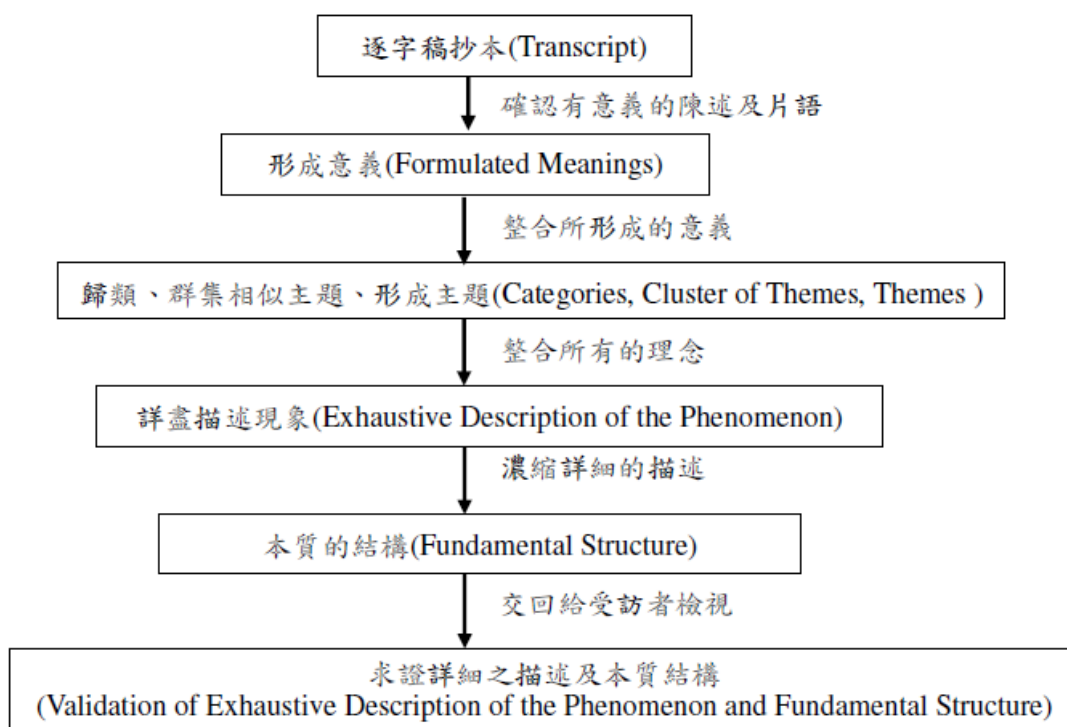 逐字稿抄本(Transcript)
確認有意義的陳述及片語
形成意義(Formulated Meanings)
整合所形成的意義
歸類、群集相似主題、形成主題(Categories, Cluster of Themes, Themes )
整合所有的理念
詳盡描述現象(Exhaustive Description of the Phenomenon)
濃縮詳細的描述
本質的結構(Fundamental Structure)
交回給受訪者檢視
求證詳細之描述及本質結構
(Validation of Exhaustive Description of the Phenomenon and Fundamental Structure)